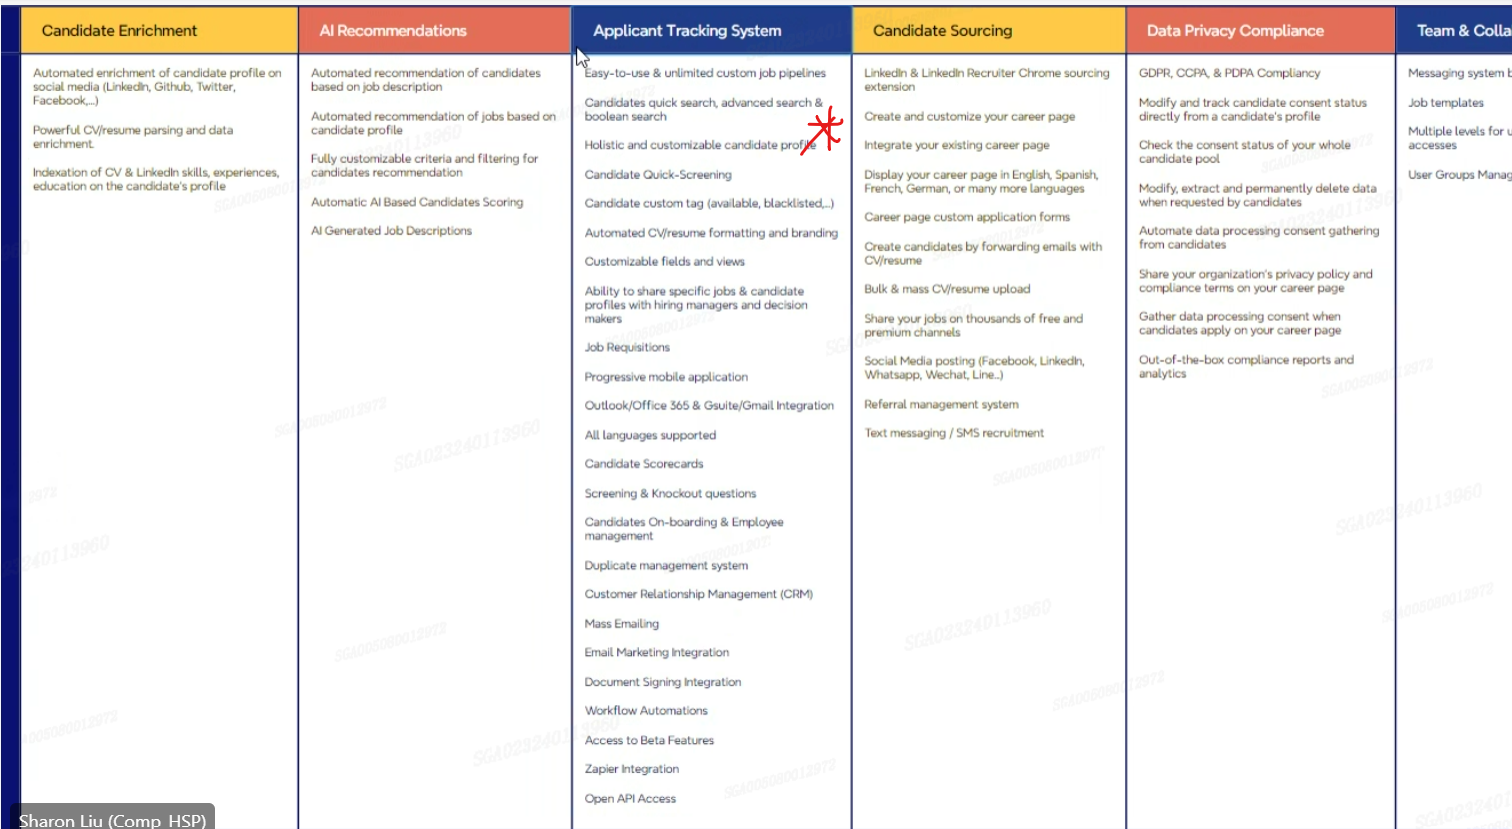 Candidate Enrichment
Automated enrichment of candidate profile on
social media (LinkedIn, Github, Twitter,
Facebook,...)
Powerful CV/resume parsing and data
enrichment.
Indexation of CV & LinkedIn skills, experiences,
education on the candidate's profile
AI Recommendations
Automated recommendation of candidates
based on job description
Automated recommendation of jobs based on
candidate profile
Fully customizable criteria and filtering for
candidates recommendation
Automatic AI Based Candidates Scoring
AI Generated Job Descriptions
Applicant Tracking System
Easy-to-use & unlimited custom job pipelines
Candidates quick search, advanced search &
boolean search
Holistic and customizable candidate profile
Candidate Quick-Screening
Candidate custom tag (available, blacklisted,..)
Automated CV/resume formatting and branding
Customizable fields and views
Ability to share specific jobs & candidate
profiles with hiring managers and decision
makers
Job Requisitions
Progressive mobile application
Outlook/Office 365 & Gsuite/Gmail Integration
All languages supported
Candidate Scorecards
Screening & Knockout questions
Candidates On-boarding & Employee
management
Duplicate management system
Customer Relationship Management (CRM)
Mass Emailing
Email Marketing Integration
Document Signing Integration
Workflow Automations
Access to Beta Features
Zapier Integration
Open API Access
Candidate Sourcing
LinkedIn & LinkedIn Recruiter Chrome sourcing
extension
Create and customize your career page
Integrate your existing career page
Display your career page in English, Spanish,
French, German, or many more languages
Career page custom application forms
Create candidates by forwarding emails with
CV/resume
Bulk & mass CV/resume upload
Share your jobs on thousands of free and
premium channels
Social Media posting (Facebook, LinkedIn,
Whatsapp, Wechat, Line..)
Referral management system
Text messaging / SMS recruitment
Data Privacy Compliance
GDPR, CCPA, & PDPA Compliancy
Modify and track candidate consent status
directly from a candidate's profile
Check the consent status of your whole
candidate pool
Modify, extract and permanently delete data
when requested by candidates
Automate data processing consent gathering
from candidates
Share your organization's privacy policy and
compliance terms on your career page
Gather data processing consent when
candidates apply on your career page
Out-of-the-box compliance reports and
analytics
Team & Colla
Messaging system b
Job templates
Multiple levels for u
accesses
User Groups Manag
SGA023240113960
SGA005080012972
Sharon Liu (Comp_HSP)